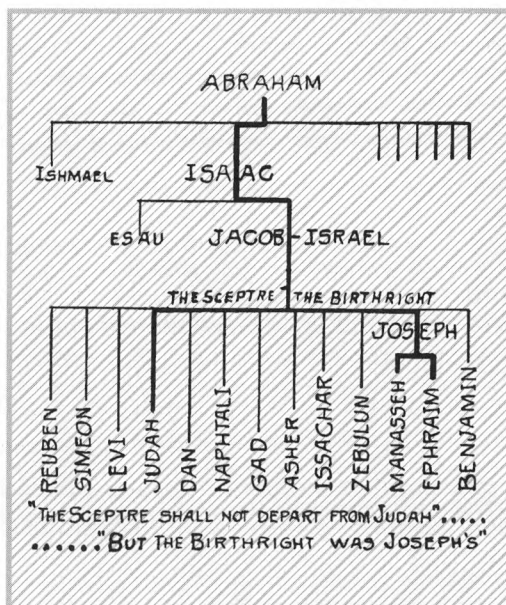 ABRAHAM
ISHMAEL ISAAC
ESAU JACOB-ISRAEL
THE SCEPTRE THE BIRTHRIGHT
JOSEPH
REUBEN SIMEON LEVI JUDAH DAN NAPHTALI GAD ASHER ISSACHAR ZEBULUN MANASSEH EPHRAIM BENJAMIN
"THE SCEPTRE SHALL NOT DEPART FROM JUDAH".....
......."BUT THE BIRTHRIGHT WAS JOSEPH'S"